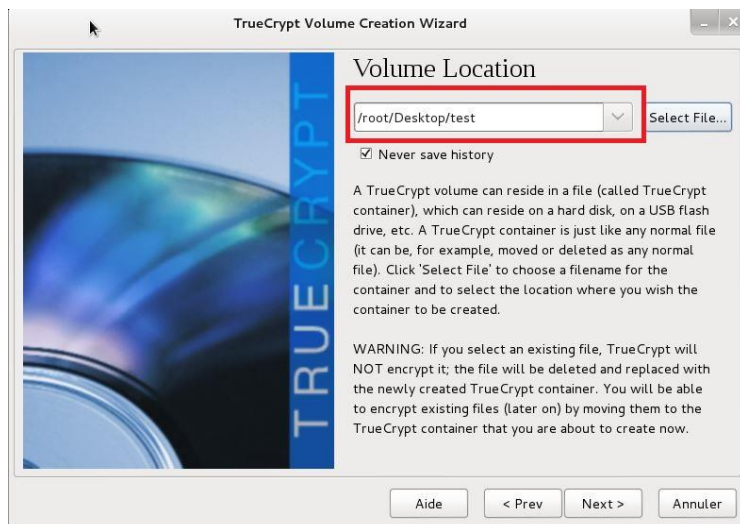 TrueCrypt Volume Creation Wizard
TRUECRYPT
Volume Location
/root/Desktop/test
Select File...
Never save history
A TrueCrypt volume can reside in a file (called TrueCrypt
container), which can reside on a hard disk, on a USB flash
drive, etc. A TrueCrypt container is just like any normal file
(it can be, for example, moved or deleted as any normal
file). Click 'Select File' to choose a filename for the
container and to select the location where you wish the
container to be created.
WARNING: If you select an existing file, TrueCrypt will
NOT encrypt it; the file will be deleted and replaced with
the newly created TrueCrypt container. You will be able
to encrypt existing files (later on) by moving them to the
TrueCrypt container that you are about to create now.
Aide
< Prev
Next >
Annuler